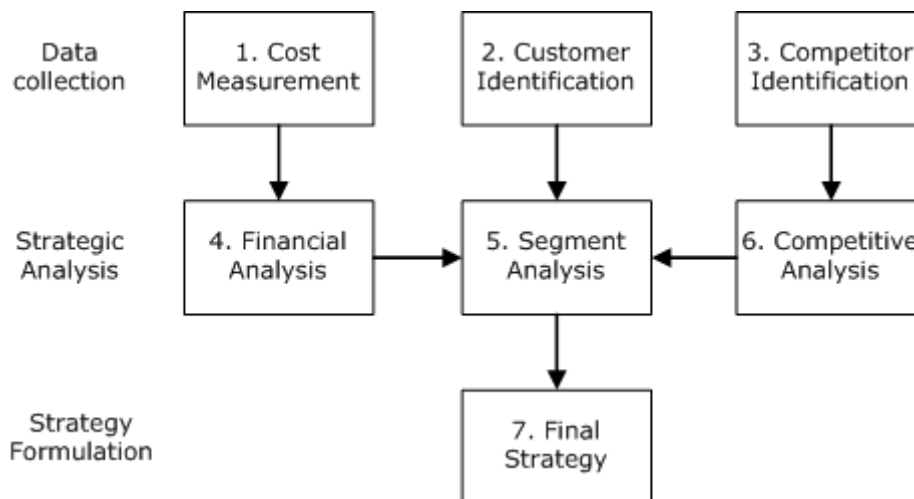 Data
collection
1. Cost
Measurement
2. Customer
Identification
3. Competitor
Identification
Strategic
Analysis
4. Financial
Analysis
5. Segment
Analysis
6. Competitive
Analysis
Strategy
Formulation
7. Final
Strategy